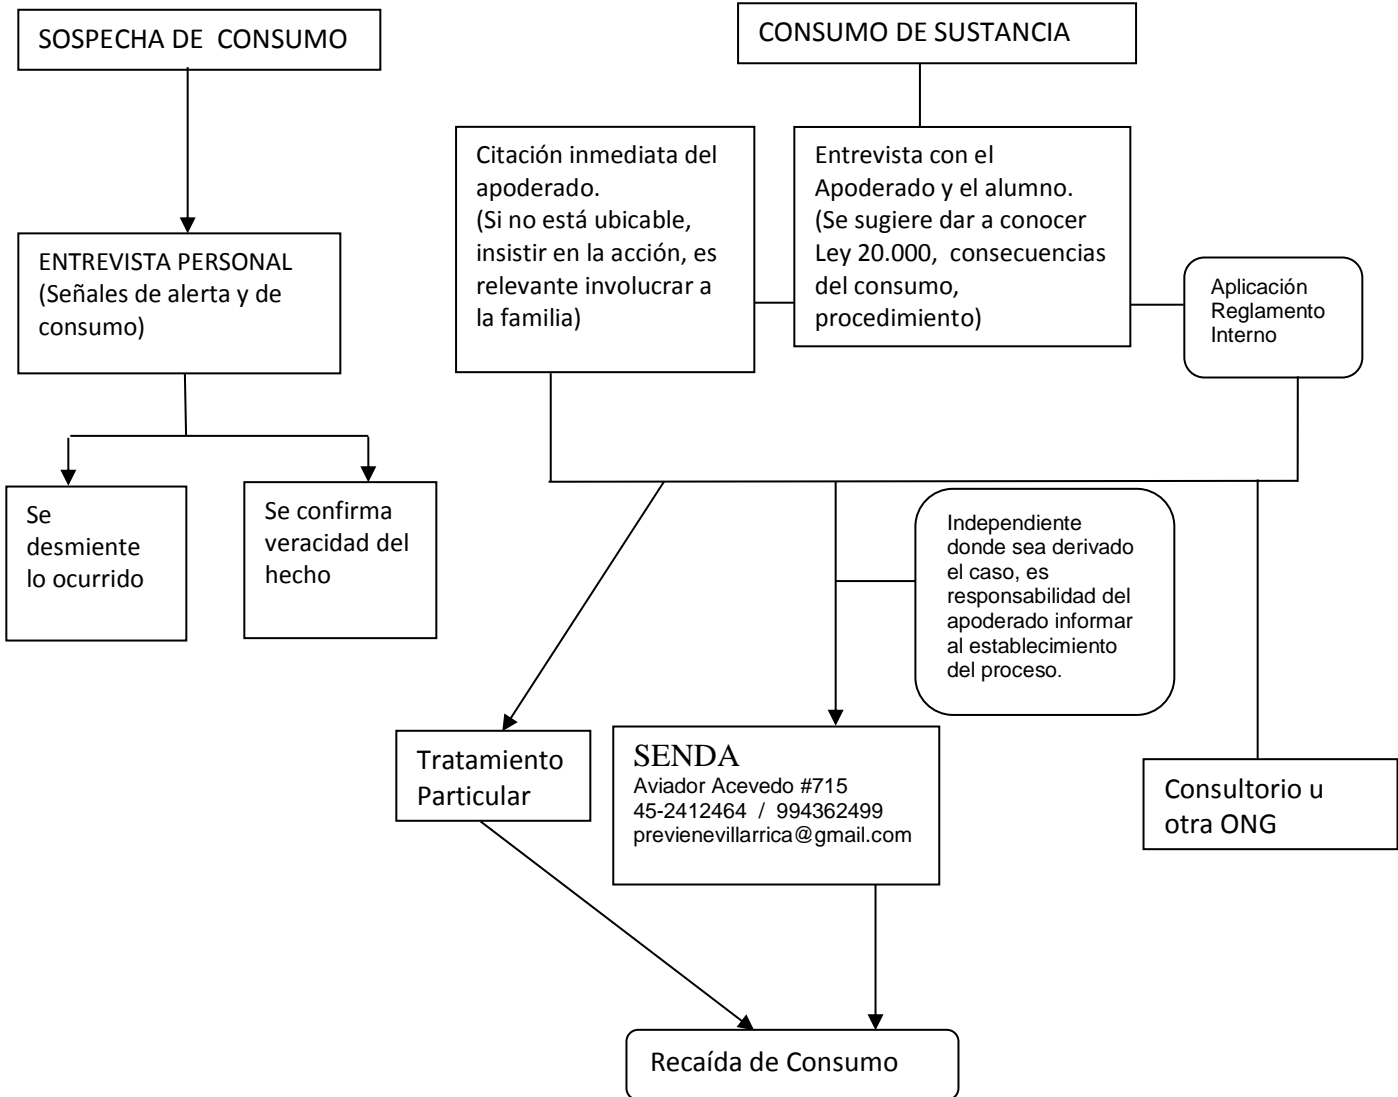 SOSPECHA DE CONSUMO
CONSUMO DE SUSTANCIA
Citación inmediata del
apoderado.
(Si no está ubicable,
insistir en la acción, es
relevante involucrar a
la familia)
Entrevista con el
Apoderado y el alumno.
(Se sugiere dar a conocer
Ley 20.000, consecuencias
del consumo,
procedimiento)
Aplicación
Reglamento
Interno
ENTREVISTA PERSONAL
(Señales de alerta y de
consumo)
Se
desmiente
lo ocurrido
Se confirma
veracidad del
hecho
Independiente
donde sea derivado
el caso, es
responsabilidad del
apoderado informar
al establecimiento
del proceso.
Tratamiento
Particular
SENDA
Aviador Acevedo #715
45-2412464 / 994362499
previenevillarrica@gmail.com
Consultorio u
otra ONG
Recaída de Consumo